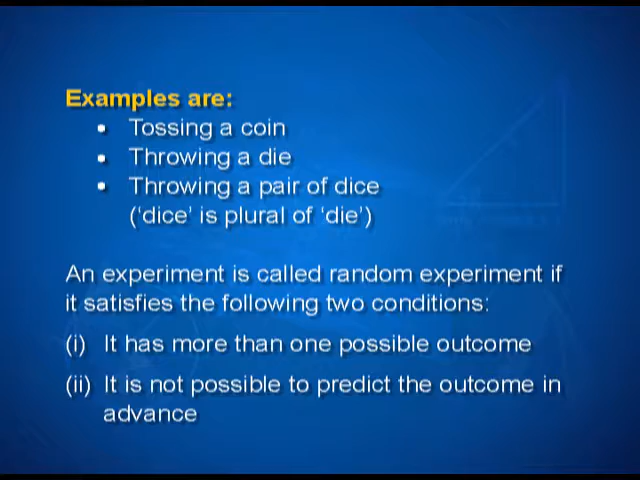 Examples are:
• Tossing a coin
• Throwing a die
• Throwing a pair of dice
(‘dice’ is plural of ‘die’)
An experiment is called random experiment if
it satisfies the following two conditions:
(i) It has more than one possible outcome
(ii) It is not possible to predict the outcome in
advance